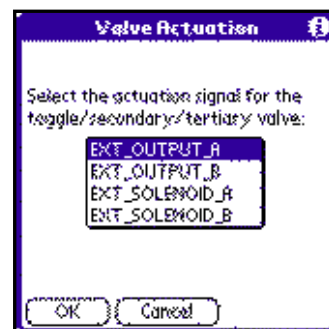 Valve Actuation
Select the actuation signal for the
toggle/secondary/tertiary valve:
EXT_OUTPUT_A
EXT_OUTPUT_B
EXT_SOLENOID_A
EXT_SOLENOID_B
OK Cancel